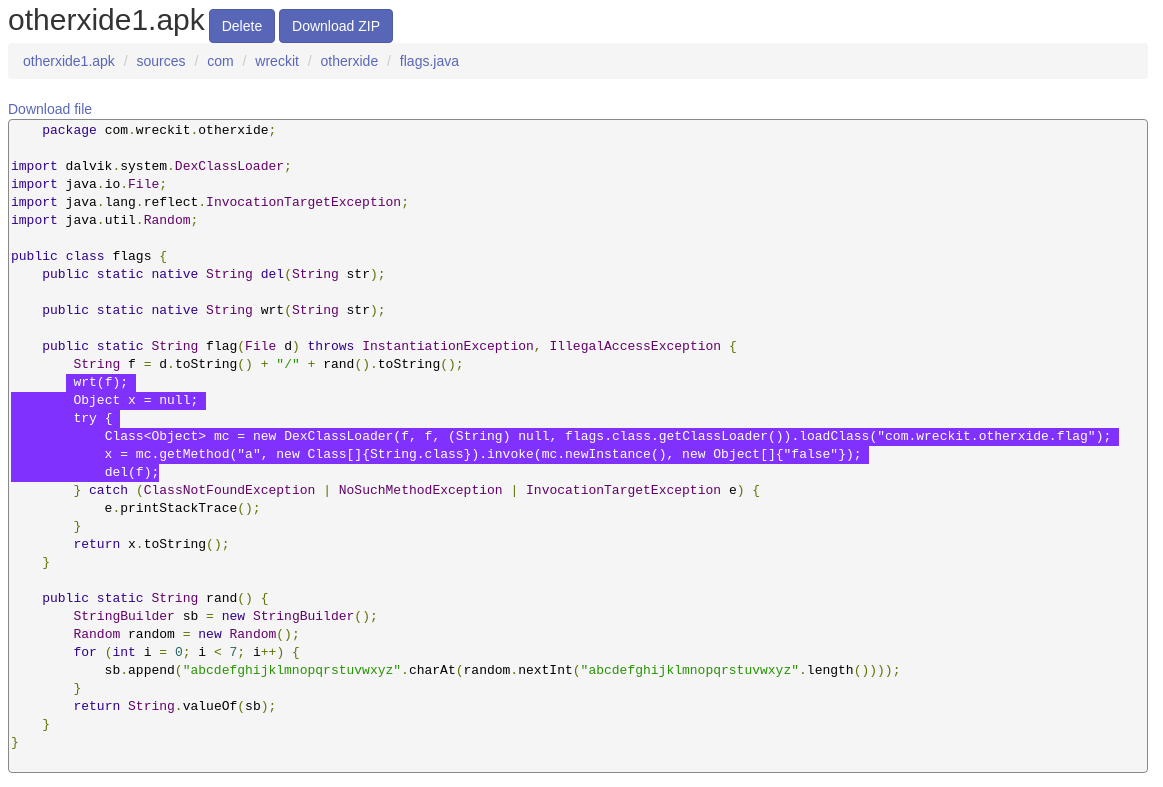 otherxide1.apk Delete Download ZIP
otherxide1.apk / sources / com / wreckit / otherxide / flags.java
Download file
    package com.wreckit.otherxide;

import dalvik.system.DexClassLoader;
import java.io.File;
import java.lang.reflect.InvocationTargetException;
import java.util.Random;

public class flags {
    public static native String del(String str);

    public static native String wrt(String str);

    public static String flag(File d) throws InstantiationException, IllegalAccessException {
        String f = d.toString() + "/" + rand().toString();
        wrt(f);
        Object x = null;
        try {
            Class<Object> mc = new DexClassLoader(f, f, (String) null, flags.class.getClassLoader()).loadClass("com.wreckit.otherxide.flag");
            x = mc.getMethod("a", new Class[]{String.class}).invoke(mc.newInstance(), new Object[]{"false"});
            del(f);
        } catch (ClassNotFoundException | NoSuchMethodException | InvocationTargetException e) {
            e.printStackTrace();
        }
        return x.toString();
    }

    public static String rand() {
        StringBuilder sb = new StringBuilder();
        Random random = new Random();
        for (int i = 0; i < 7; i++) {
            sb.append("abcdefghijklmnopqrstuvwxyz".charAt(random.nextInt("abcdefghijklmnopqrstuvwxyz".length())));
        }
        return String.valueOf(sb);
    }
}